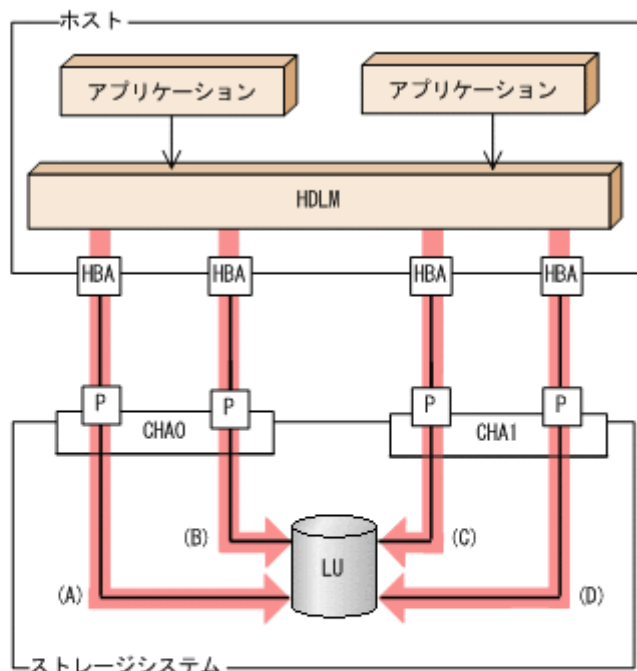 ホスト
アプリケーション
アプリケーション
HDLM
HBA
HBA
HBA
HBA
P
P
P
P
CHA0
CHA1
(B)
(C)
LU
(A)
(D)
ストレージシステム